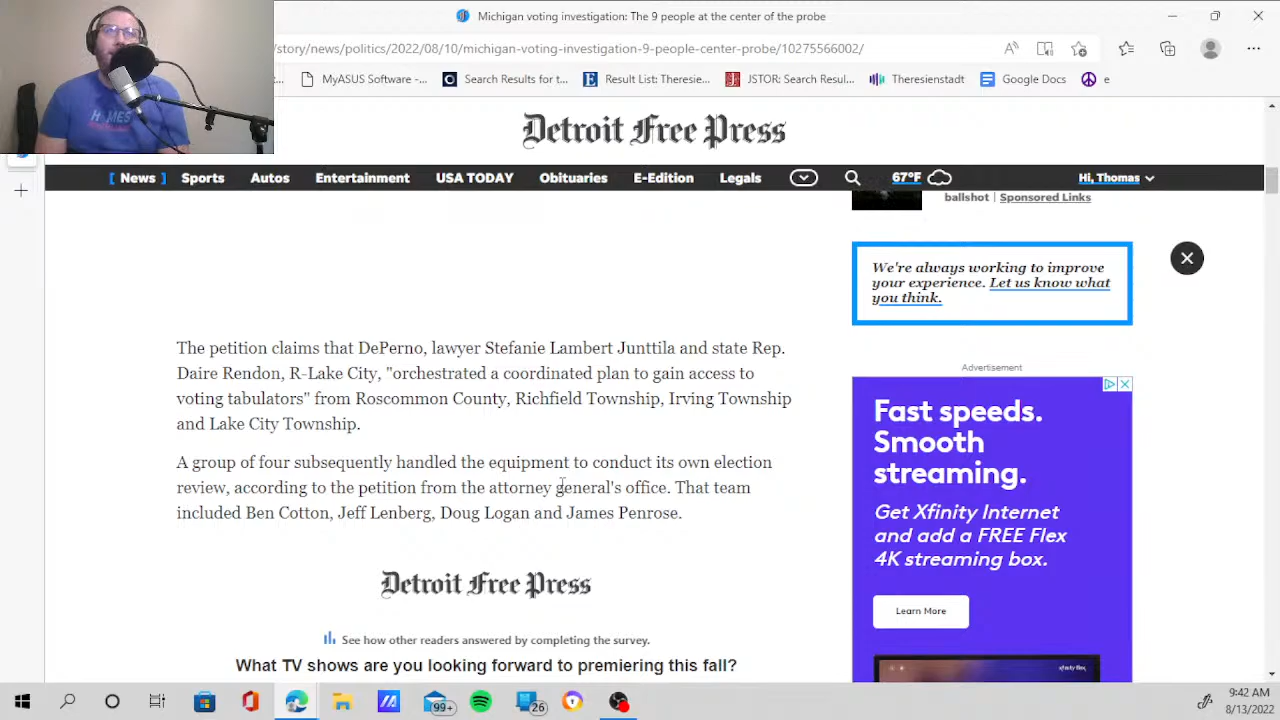 Michigan voting investigation: The 9 people at the center of the probe
/story/news/politics/2022/08/10/michigan-voting-investigation-9-people-center-probe/10275566002/
MyASUS Software -...
Search Results for t...
Result List: Theresie...
JSTOR: Search Resul...
Theresienstadt
Google Docs
e
Detroit Free Press
[ News ] Sports Autos Entertainment USA TODAY Obituaries E-Edition Legals 67°F Hi, Thomas
ballshot | Sponsored Links
We're always working to improve
your experience. Let us know what
you think.
The petition claims that DePerno, lawyer Stefanie Lambert Junttila and state Rep.
Daire Rendon, R-Lake City, "orchestrated a coordinated plan to gain access to
voting tabulators" from Roscommon County, Richfield Township, Irving Township
and Lake City Township.
A group of four subsequently handled the equipment to conduct its own election
review, according to the petition from the attorney general's office. That team
included Ben Cotton, Jeff Lenberg, Doug Logan and James Penrose.
Detroit Free Press
See how other readers answered by completing the survey.
What TV shows are you looking forward to premiering this fall?
Advertisement
Fast speeds.
Smooth
streaming.
Get Xfinity Internet
and add a FREE Flex
4K streaming box.
Learn More
xfinity flex
99+
26
9:42 AM
8/13/2022